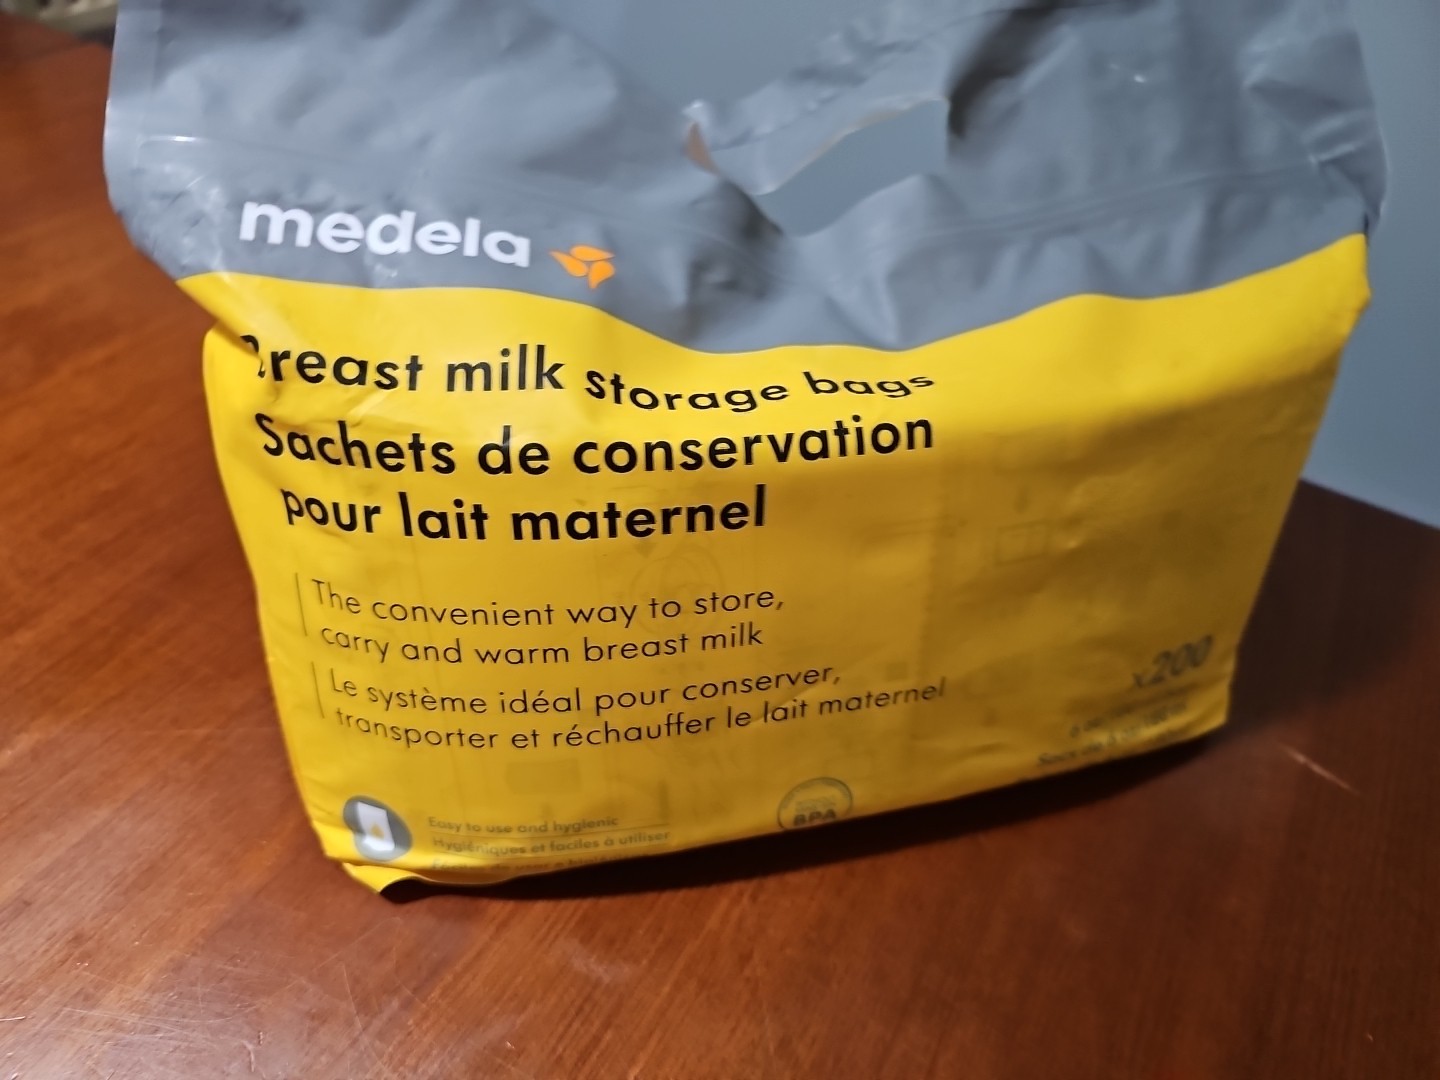 medela
Breast milk storage bags
Sachets de conservation
pour lait maternel
The convenient way to store,
carry and warm breast milk
Le système idéal pour conserver,
transporter et réchauffer le lait maternel
x200
Easy to use and hygienic
Hygiéniques et faciles à utiliser
BPA